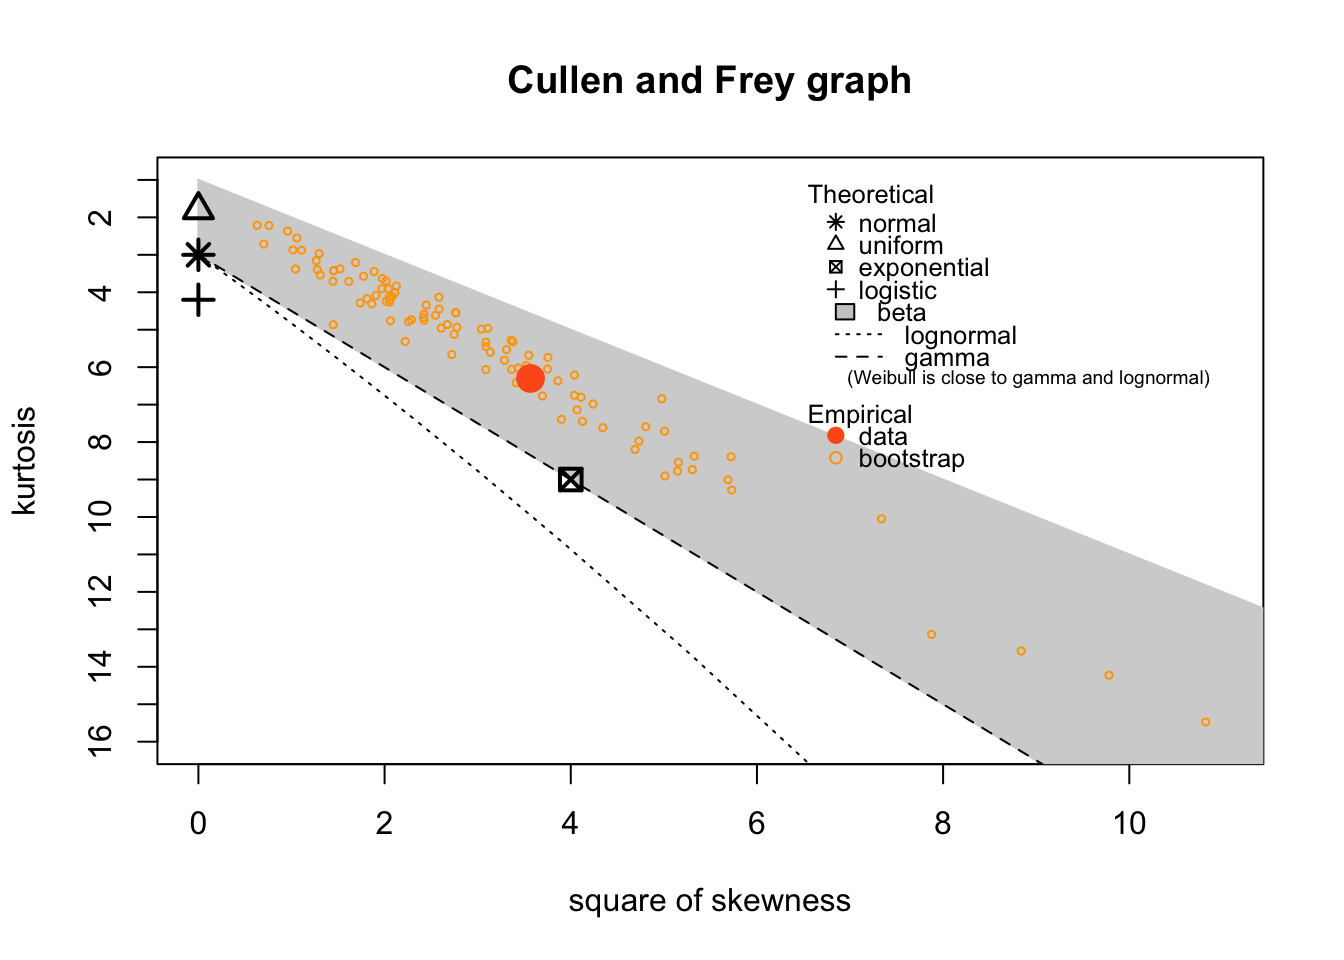 Cullen and Frey graph
Theoretical
normal
uniform
exponential
logistic
beta
lognormal
gamma
(Weibull is close to gamma and lognormal)
Empirical
data
bootstrap
kurtosis
2
4
6
8
10
12
14
16
0 2 4 6 8 10
square of skewness